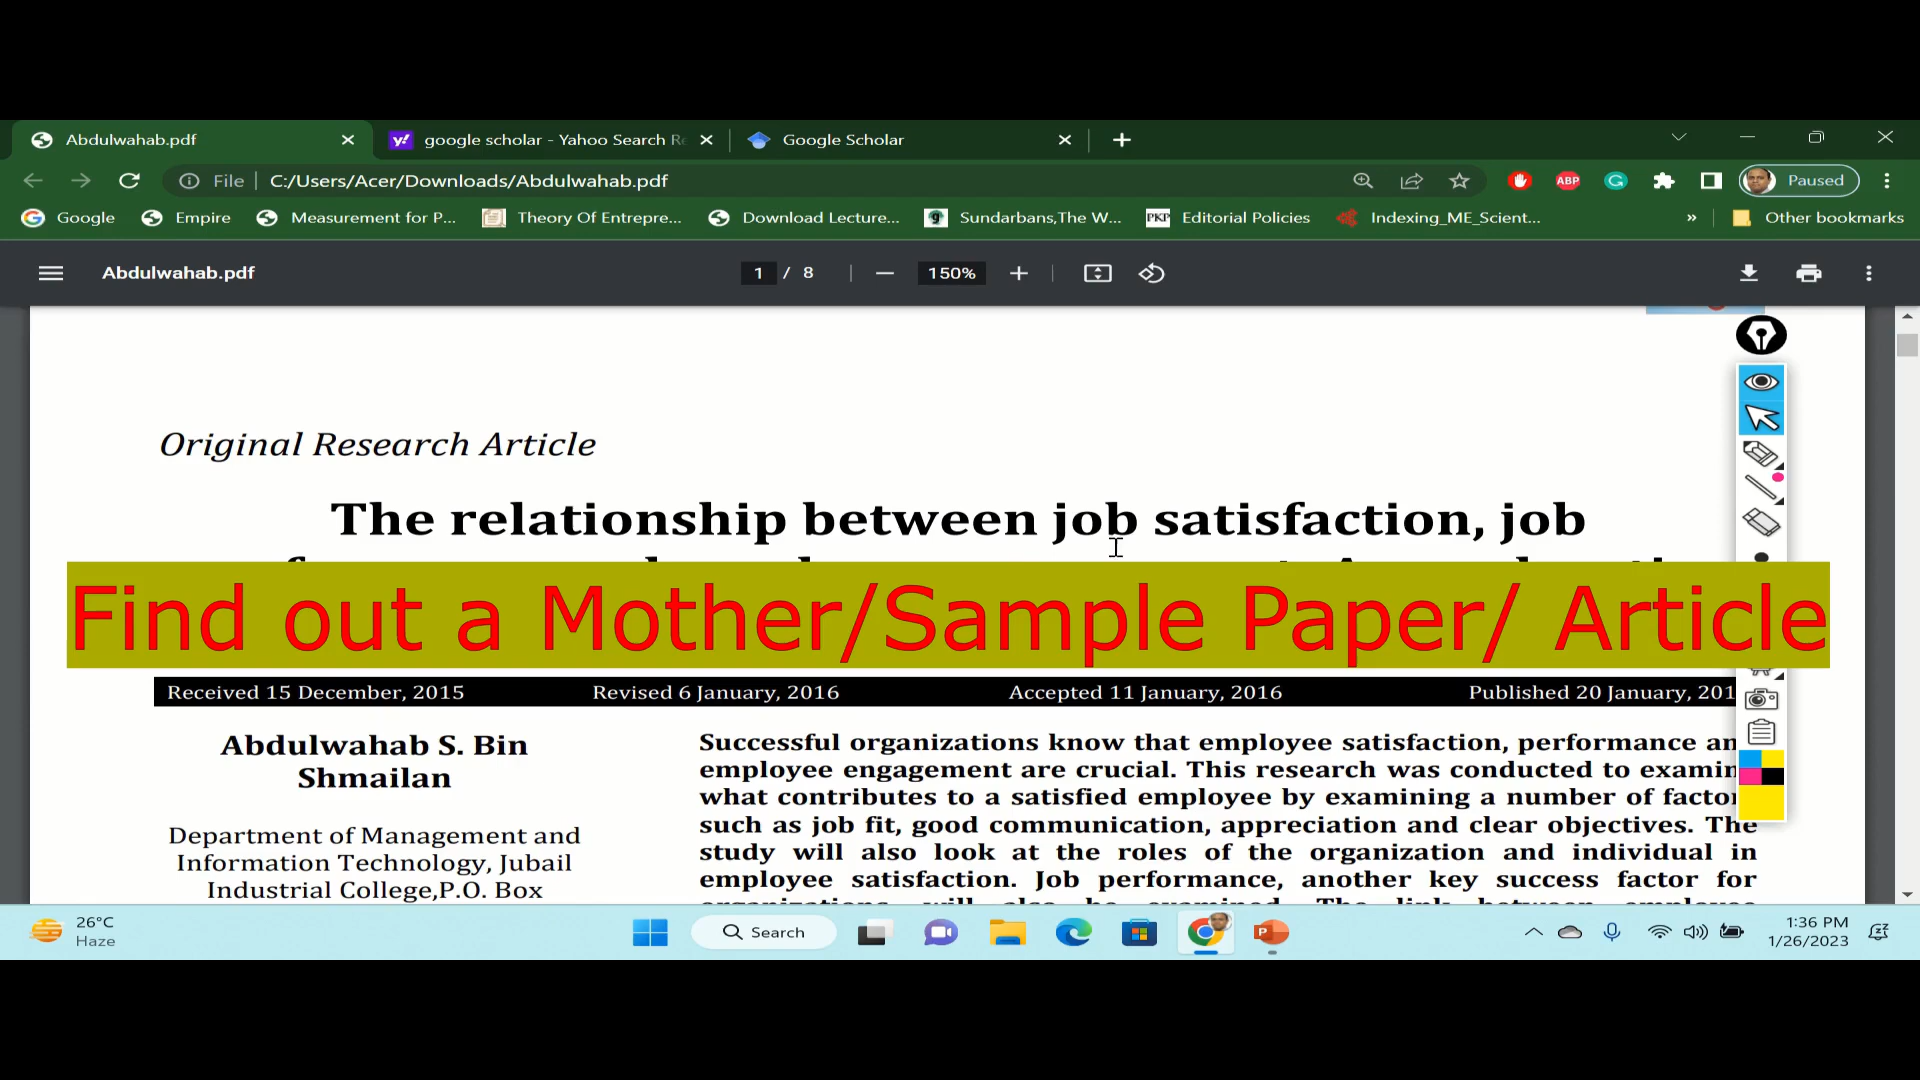 Abdulwahab.pdf
google scholar - Yahoo Search R
Google Scholar
File
C:/Users/Acer/Downloads/Abdulwahab.pdf
ABP
Paused
Google
Empire
Measurement for P...
Theory Of Entrepre...
Download Lecture...
Sundarbans,The W...
PKP
Editorial Policies
Indexing_ME_Scient...
»
Other bookmarks
Abdulwahab.pdf
1 / 8
150%
Original Research Article
The relationship between job satisfaction, job
Find out a Mother/Sample Paper/ Article
Received 15 December, 2015
Revised 6 January, 2016
Accepted 11 January, 2016
Published 20 January, 201
Abdulwahab S. Bin
Shmailan
Department of Management and
Information Technology, Jubail
Industrial College,P.O. Box
Successful organizations know that employee satisfaction, performance an
employee engagement are crucial. This research was conducted to examin
what contributes to a satisfied employee by examining a number of factor
such as job fit, good communication, appreciation and clear objectives. The
study will also look at the roles of the organization and individual in
employee satisfaction. Job performance, another key success factor for
26°C
Haze
Search
1:36 PM
1/26/2023